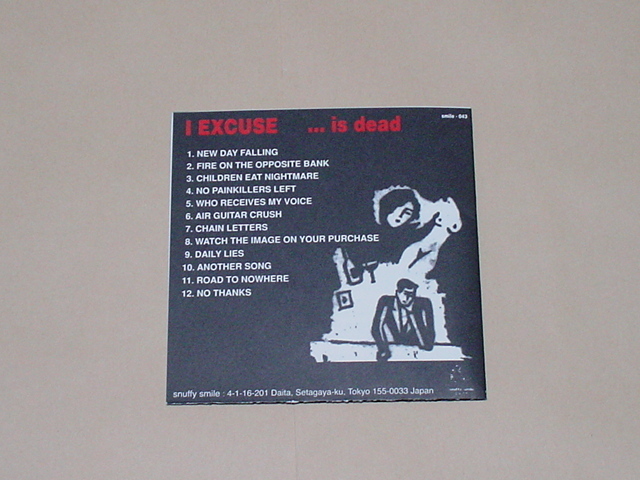 smile - 043
I EXCUSE ... is dead
1. NEW DAY FALLING
2. FIRE ON THE OPPOSITE BANK
3. CHILDREN EAT NIGHTMARE
4. NO PAINKILLERS LEFT
5. WHO RECEIVES MY VOICE
6. AIR GUITAR CRUSH
7. CHAIN LETTERS
8. WATCH THE IMAGE ON YOUR PURCHASE
9. DAILY LIES
10. ANOTHER SONG
11. ROAD TO NOWHERE
12. NO THANKS
snuffy smile : 4-1-16-201 Daita, Setagaya-ku, Tokyo 155-0033 Japan